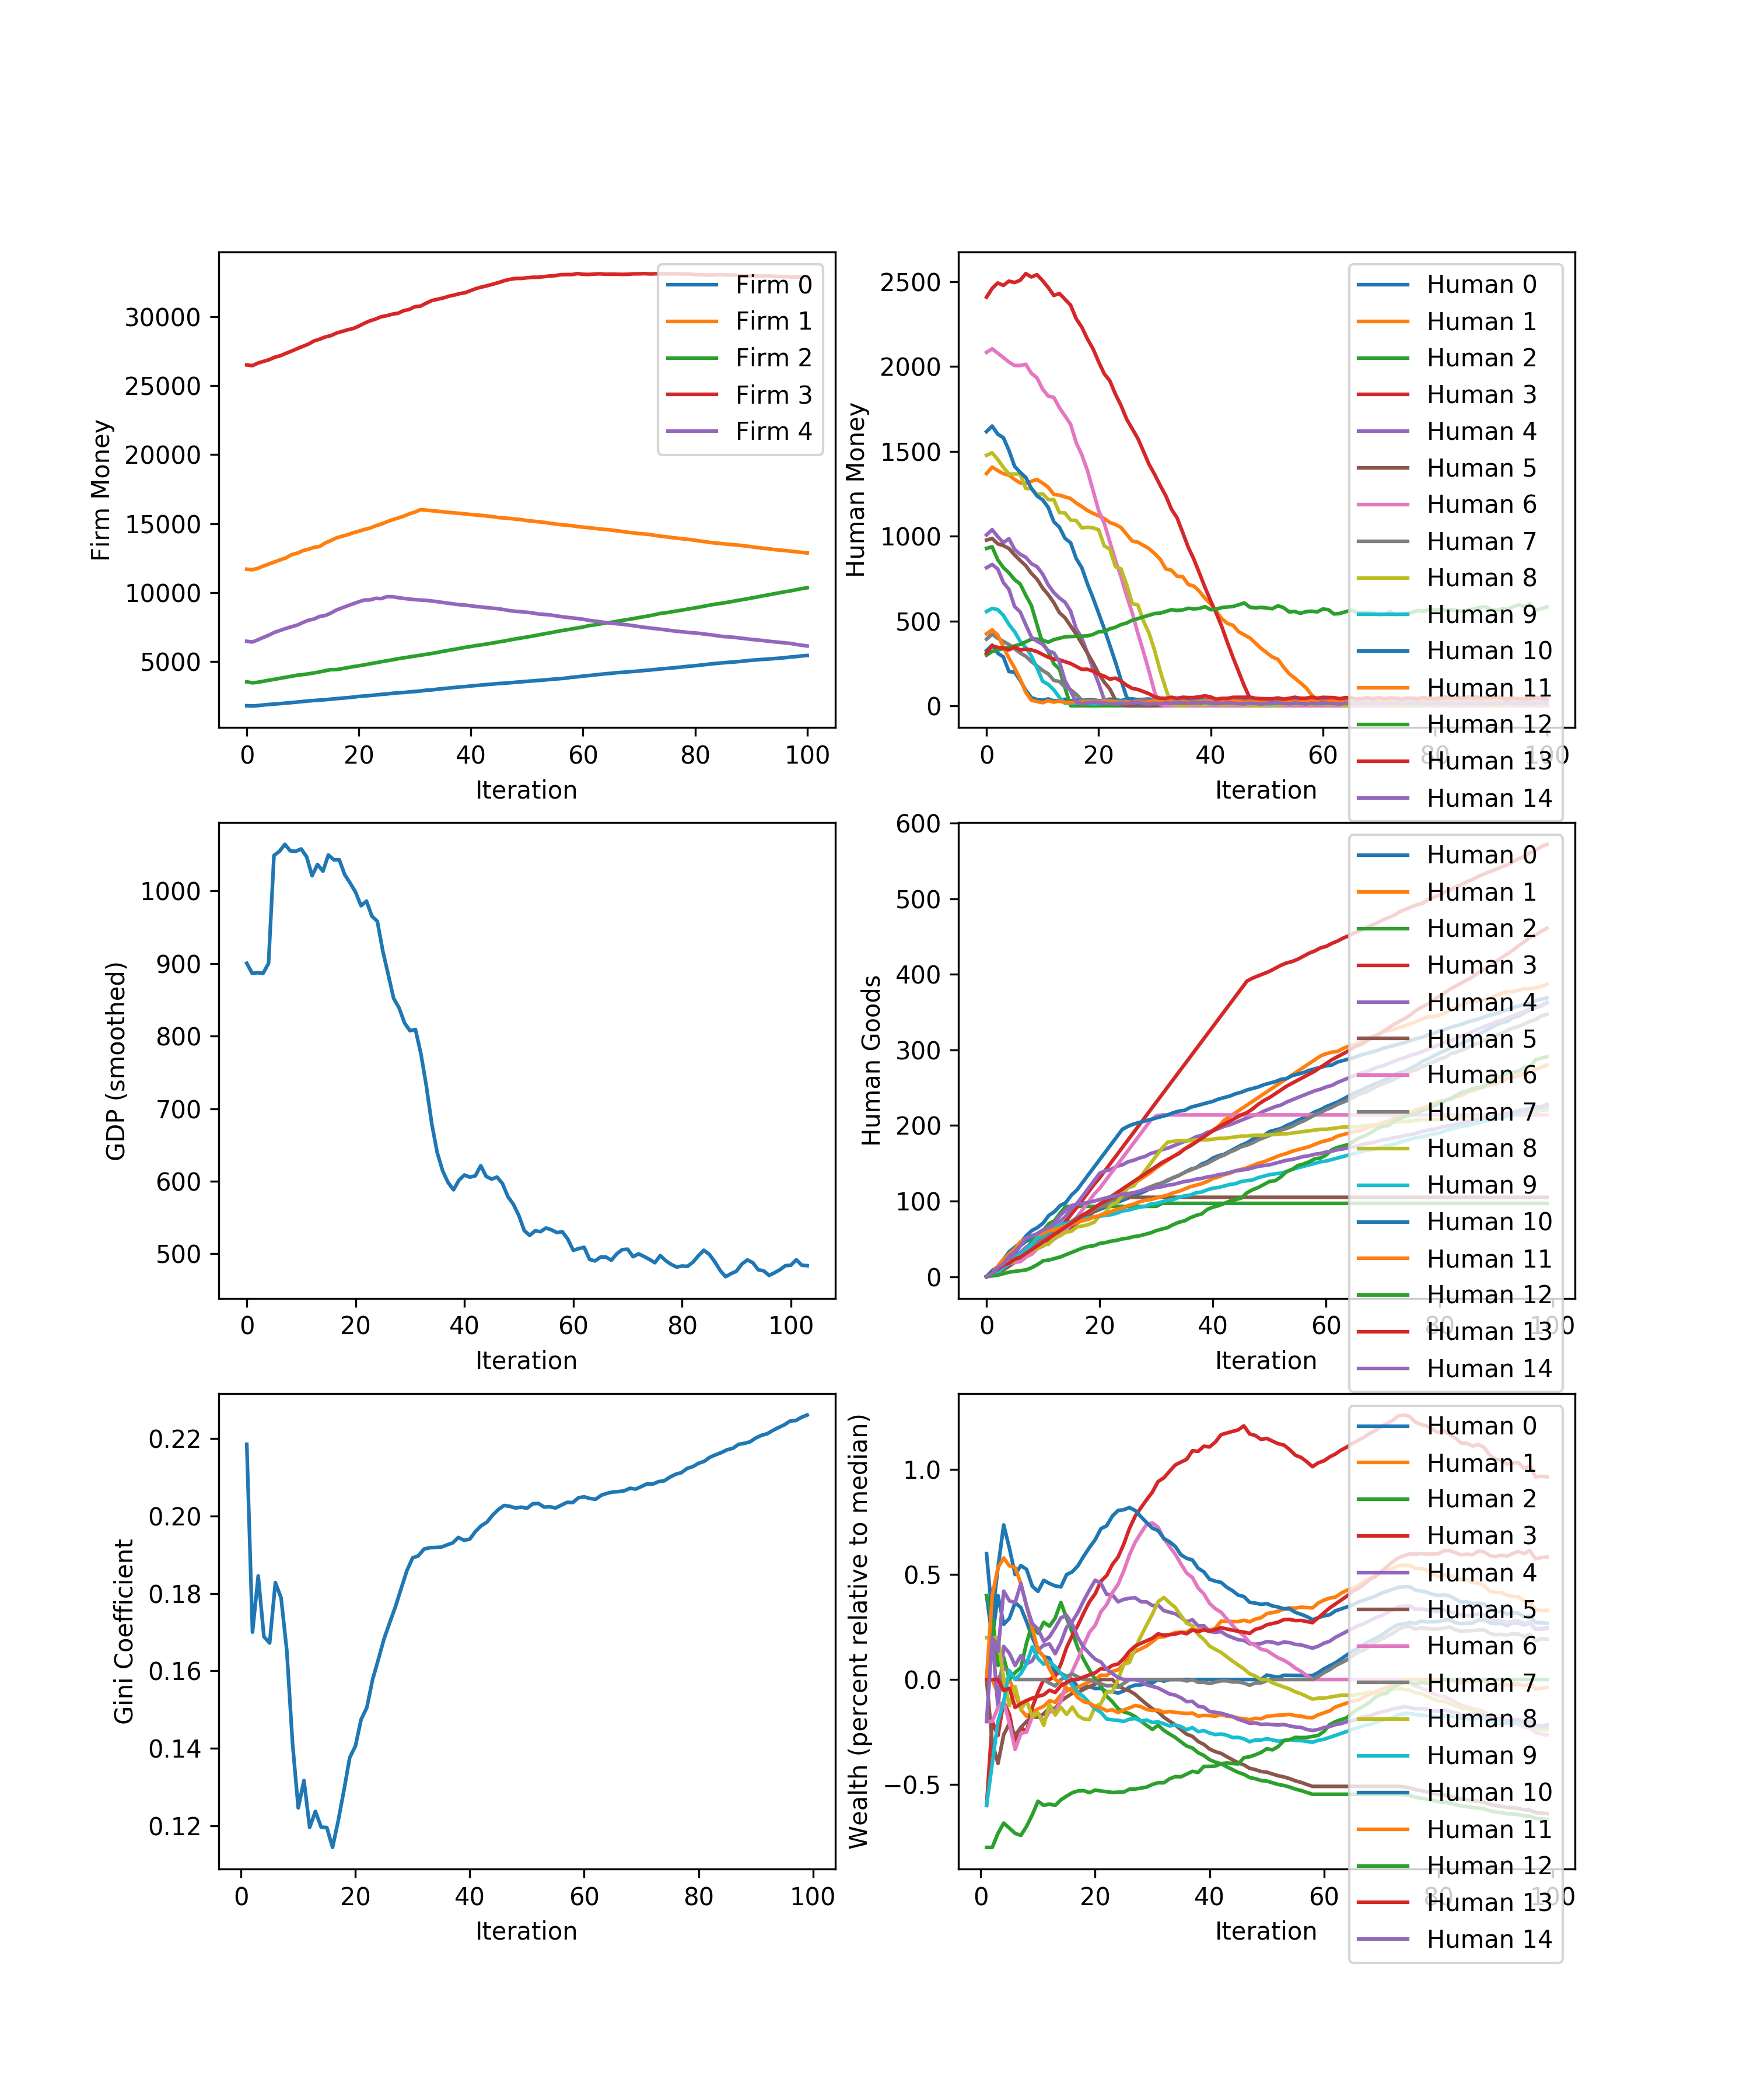 Firm Money
30000
25000
20000
15000
10000
5000
0 20 40 60 80 100
Iteration
Firm 0
Firm 1
Firm 2
Firm 3
Firm 4
Human Money
2500
2000
1500
1000
500
0
0 20 40 60 80 100
Iteration
Human 0
Human 1
Human 2
Human 3
Human 4
Human 5
Human 6
Human 7
Human 8
Human 9
Human 10
Human 11
Human 12
Human 13
Human 14
GDP (smoothed)
1000
900
800
700
600
500
0 20 40 60 80 100
Iteration
Human Goods
600
500
400
300
200
100
0
0 20 40 60 80 100
Iteration
Human 0
Human 1
Human 2
Human 3
Human 4
Human 5
Human 6
Human 7
Human 8
Human 9
Human 10
Human 11
Human 12
Human 13
Human 14
Gini Coefficient
0.22
0.20
0.18
0.16
0.14
0.12
0 20 40 60 80 100
Iteration
Wealth (percent relative to median)
1.0
0.5
0.0
−0.5
0 20 40 60 80 100
Iteration
Human 0
Human 1
Human 2
Human 3
Human 4
Human 5
Human 6
Human 7
Human 8
Human 9
Human 10
Human 11
Human 12
Human 13
Human 14